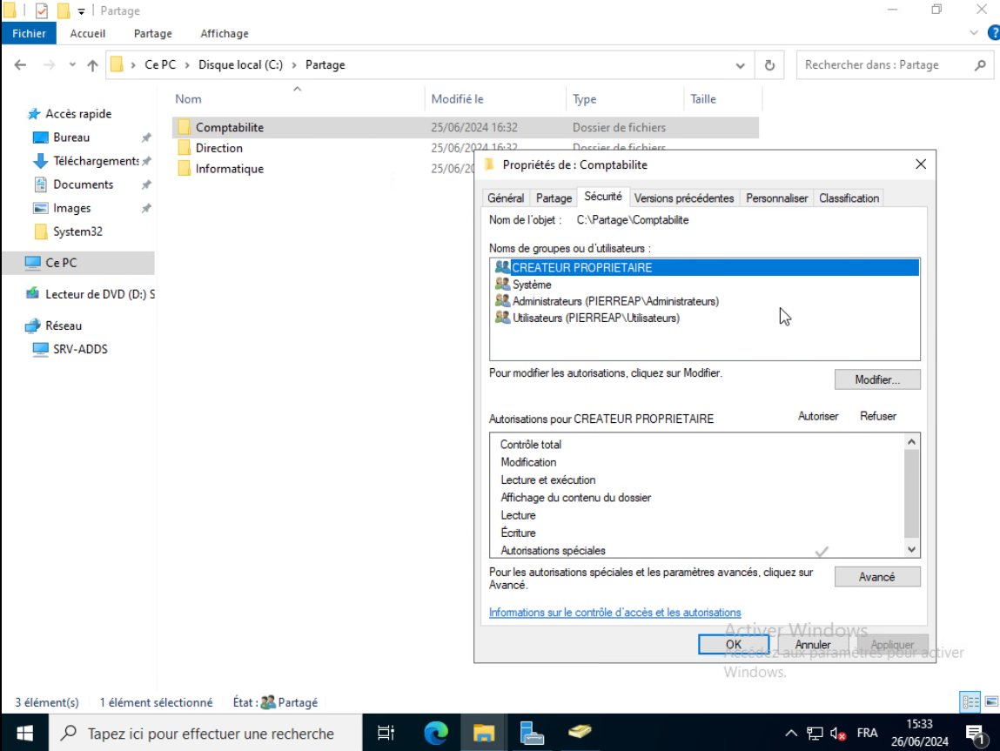 Partage
Fichier Accueil Partage Affichage
Ce PC Disque local (C:) Partage
Rechercher dans : Partage
Nom Modifié le Type Taille
Accès rapide
Bureau
Téléchargements
Documents
Images
System32
Ce PC
Lecteur de DVD (D:) S
Réseau
SRV-ADDS
Comptabilite 25/06/2024 16:32 Dossier de fichiers
Direction 25/06/2024 16:32 Dossier de fichiers
Informatique 25/06/20
Propriétés de : Comptabilite
Général Partage Sécurité Versions précédentes Personnaliser Classification
Nom de l'objet : C:\Partage\Comptabilite
Noms de groupes ou d'utilisateurs :
CREATEUR PROPRIETAIRE
Système
Administrateurs (PIERREAP\Administrateurs)
Utilisateurs (PIERREAP\Utilisateurs)
Pour modifier les autorisations, cliquez sur Modifier.
Modifier...
Autorisations pour CREATEUR PROPRIETAIRE Autoriser Refuser
Contrôle total
Modification
Lecture et exécution
Affichage du contenu du dossier
Lecture
Écriture
Autorisations spéciales
Pour les autorisations spéciales et les paramètres avancés, cliquez sur
Avancé.
Avancé
Informations sur le contrôle d'accès et les autorisations
OK Annuler Appliquer
Activer Windows
Accédez aux paramètres pour activer
Windows.
3 élément(s) 1 élément sélectionné État : Partagé
Tapez ici pour effectuer une recherche
FRA
15:33
26/06/2024
1